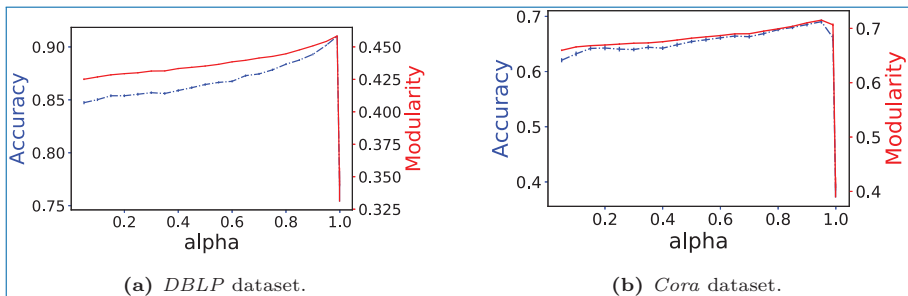 0.90
0.85
0.80
0.75
Accuracy
0.450
0.425
0.400
0.375
0.350
0.325
Modularity
0.2 0.4 0.6 0.8 1.0
alpha
(a) DBLP dataset.
0.7
0.6
0.5
0.4
Accuracy
0.7
0.6
0.5
0.4
Modularity
0.2 0.4 0.6 0.8 1.0
alpha
(b) Cora dataset.